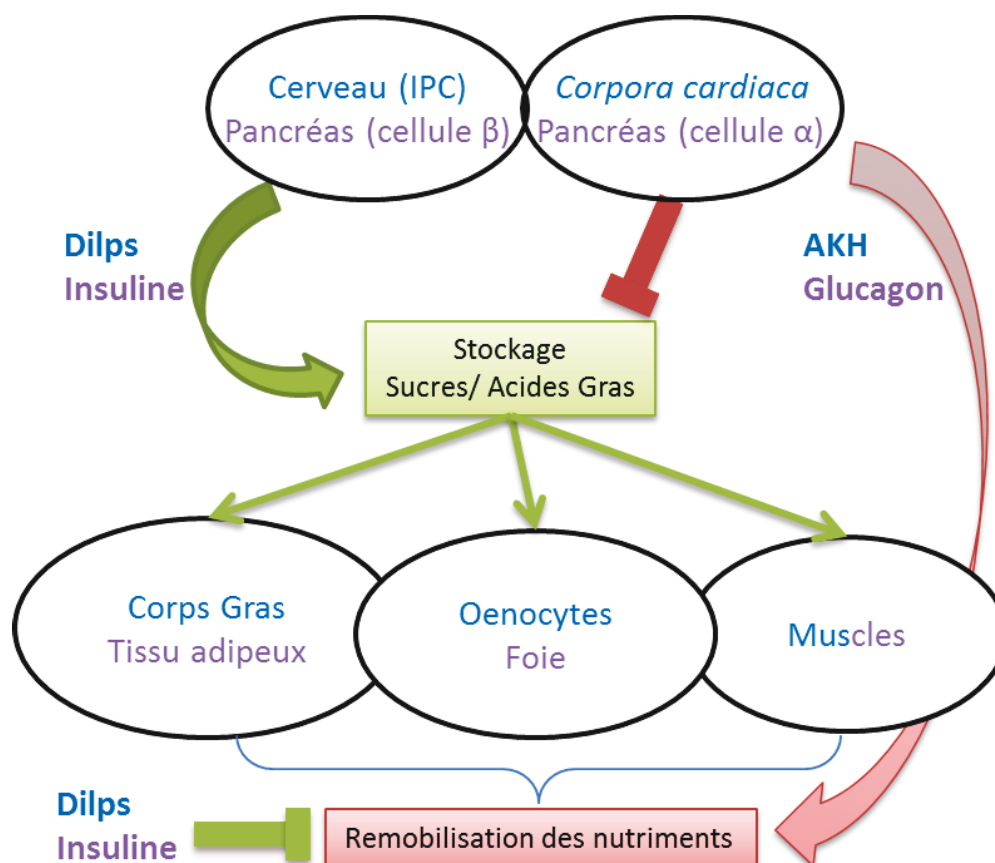 Cerveau (IPC)
Pancréas (cellule β)
Corpora cardiaca
Pancréas (cellule α)
Dilps
Insuline
AKH
Glucagon
Stockage
Sucres/ Acides Gras
Corps Gras
Tissu adipeux
Oenocytes
Foie
Muscles
Dilps
Insuline
Remobilisation des nutriments